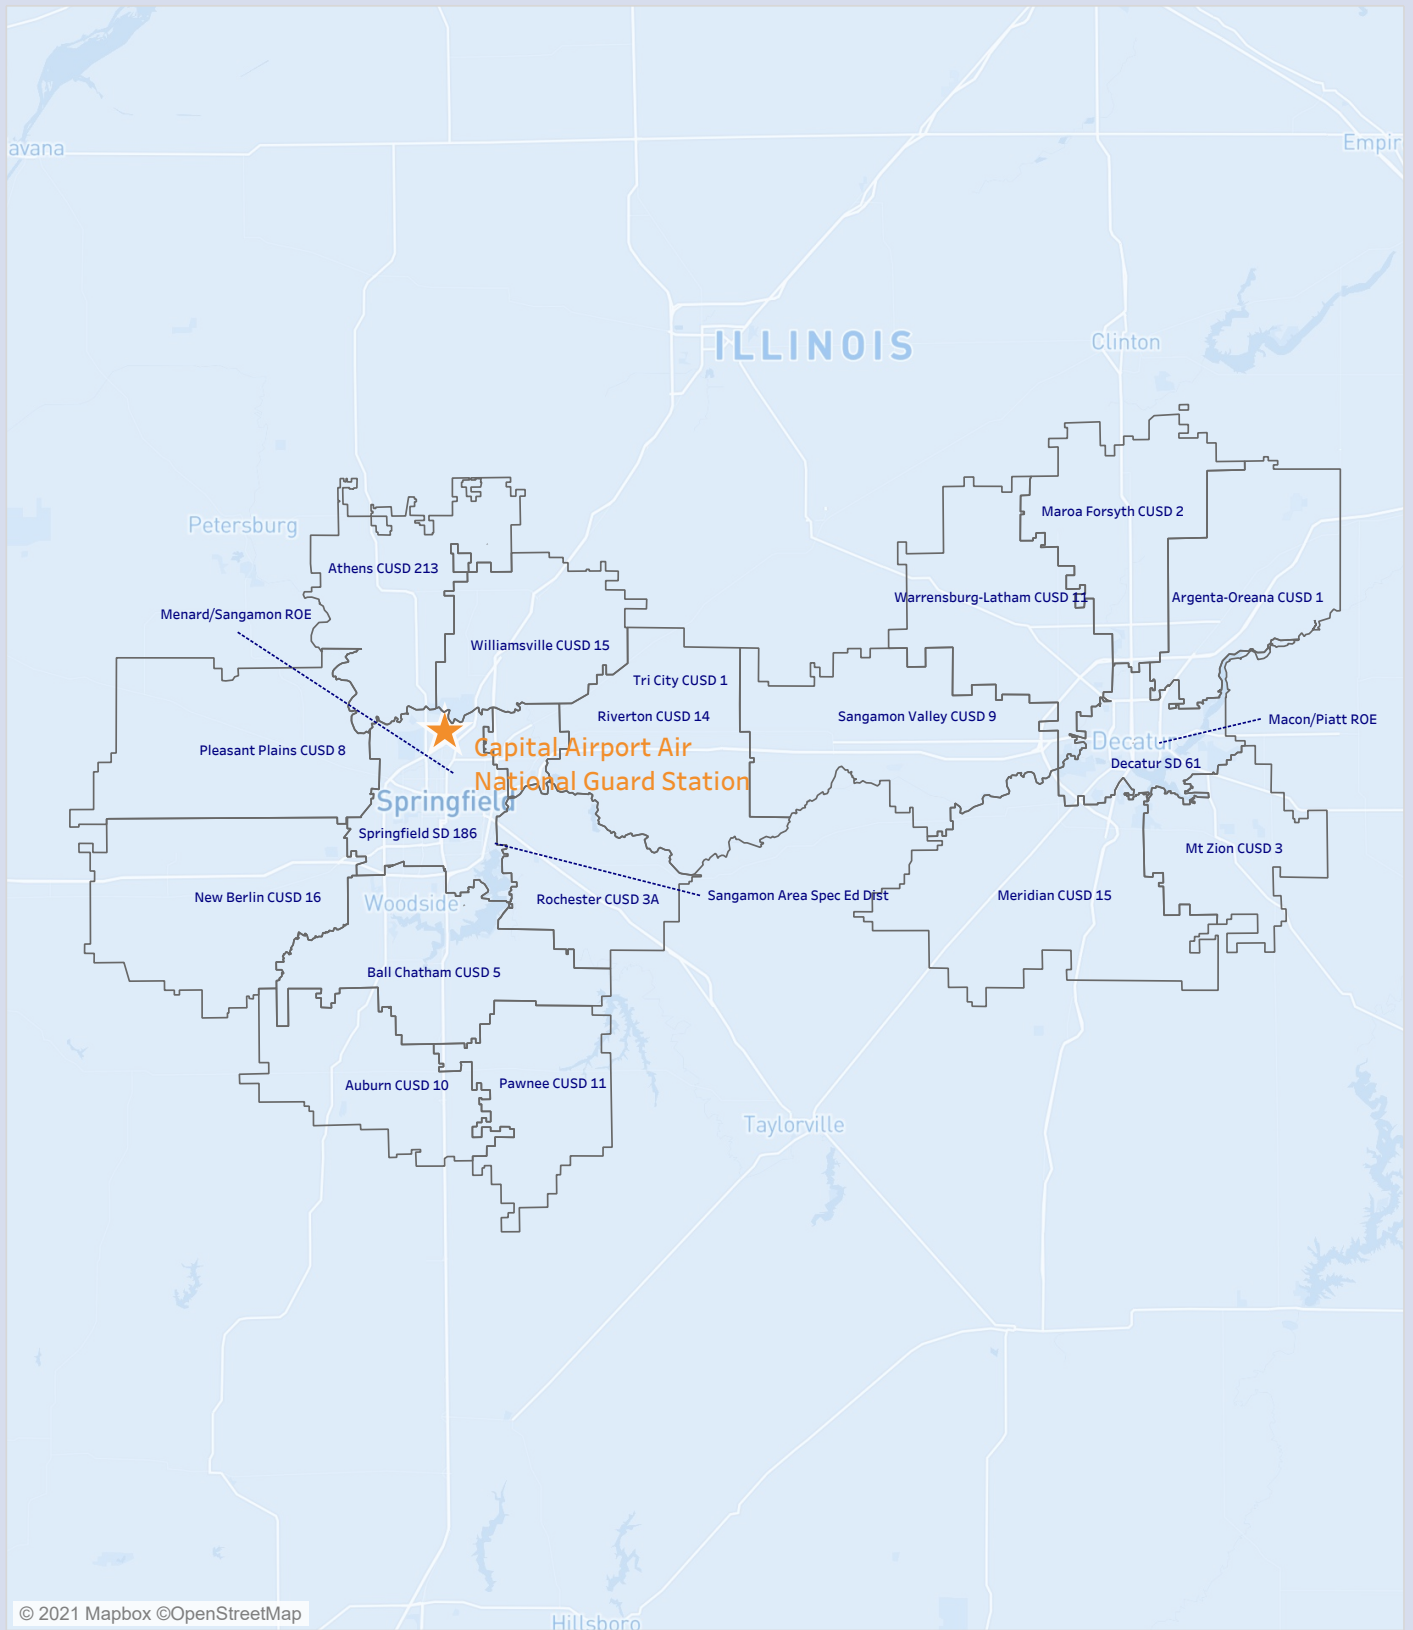 avana
Empir
ILLINOIS
Clinton
Maroa Forsyth CUSD 2
Petersburg
Athens CUSD 213
Warrensburg-Latham CUSD 11
Argenta-Oreana CUSD 1
Menard/Sangamon ROE
Williamsville CUSD 15
Tri City CUSD 1
Riverton CUSD 14
Sangamon Valley CUSD 9
Macon/Piatt ROE
Pleasant Plains CUSD 8
Capital Airport Air
National Guard Station
Decatur
Decatur SD 61
Springfield
Springfield SD 186
Mt Zion CUSD 3
New Berlin CUSD 16
Woodside
Rochester CUSD 3A
Sangamon Area Spec Ed Dist
Meridian CUSD 15
Ball Chatham CUSD 5
Auburn CUSD 10
Pawnee CUSD 11
Taylorville
© 2021 Mapbox ©OpenStreetMap
Hillsboro